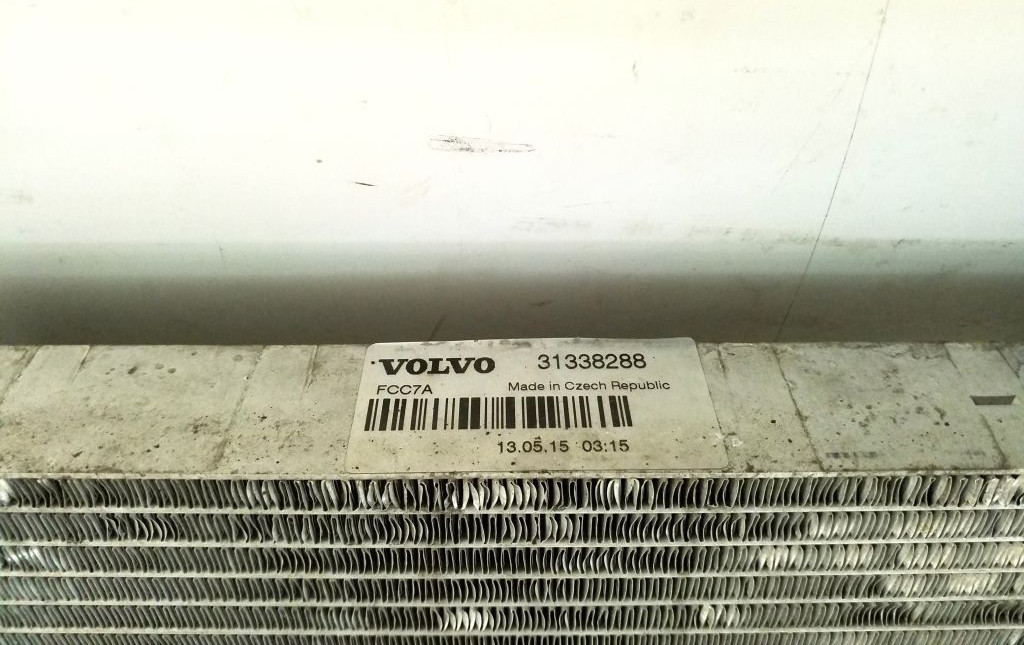 VOLVO 31338288
FCC7A Made in Czech Republic
13.05.15 03:15